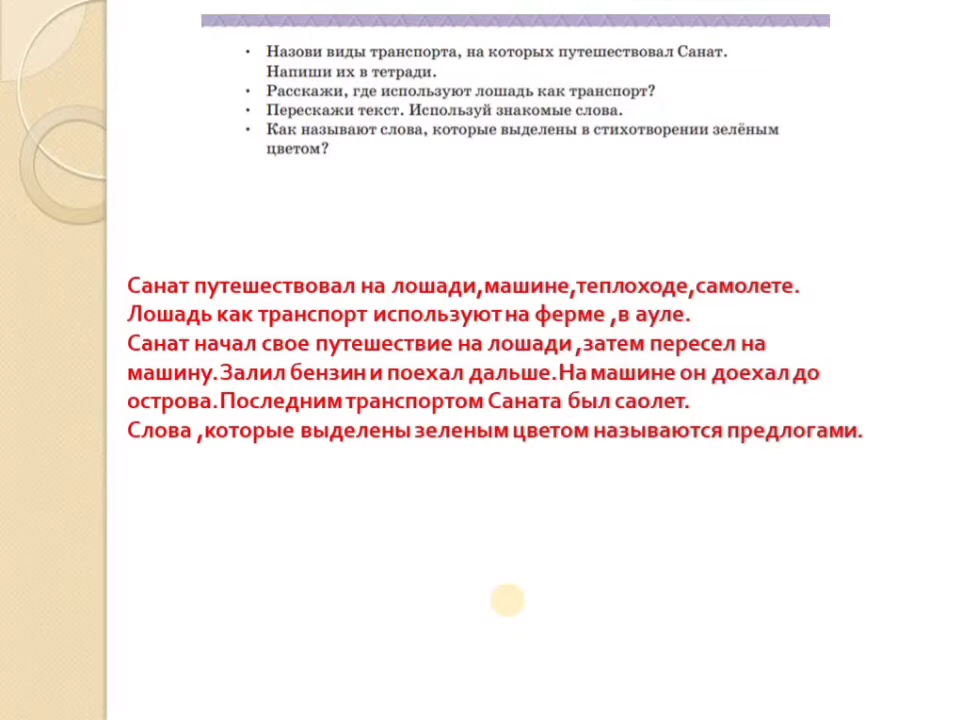 • Назови виды транспорта, на которых путешествовал Санат.
Напиши их в тетради.
• Расскажи, где используют лошадь как транспорт?
• Перескажи текст. Используй знакомые слова.
• Как называют слова, которые выделены в стихотворении зелёным
цветом?
Санат путешествовал на лошади,машине,теплоходе,самолете.
Лошадь как транспорт используют на ферме ,в ауле.
Санат начал свое путешествие на лошади ,затем пересел на
машину.Залил бензин и поехал дальше.На машине он доехал до
острова.Последним транспортом Саната был саолет.
Слова ,которые выделены зеленым цветом называются предлогами.